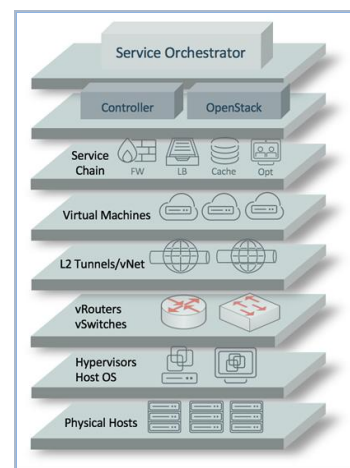 Service Orchestrator
Controller OpenStack
Service
Chain
FW LB Cache Opt
Virtual Machines
L2 Tunnels/vNet
vRouters
vSwitches
Hypervisors
Host OS
Physical Hosts